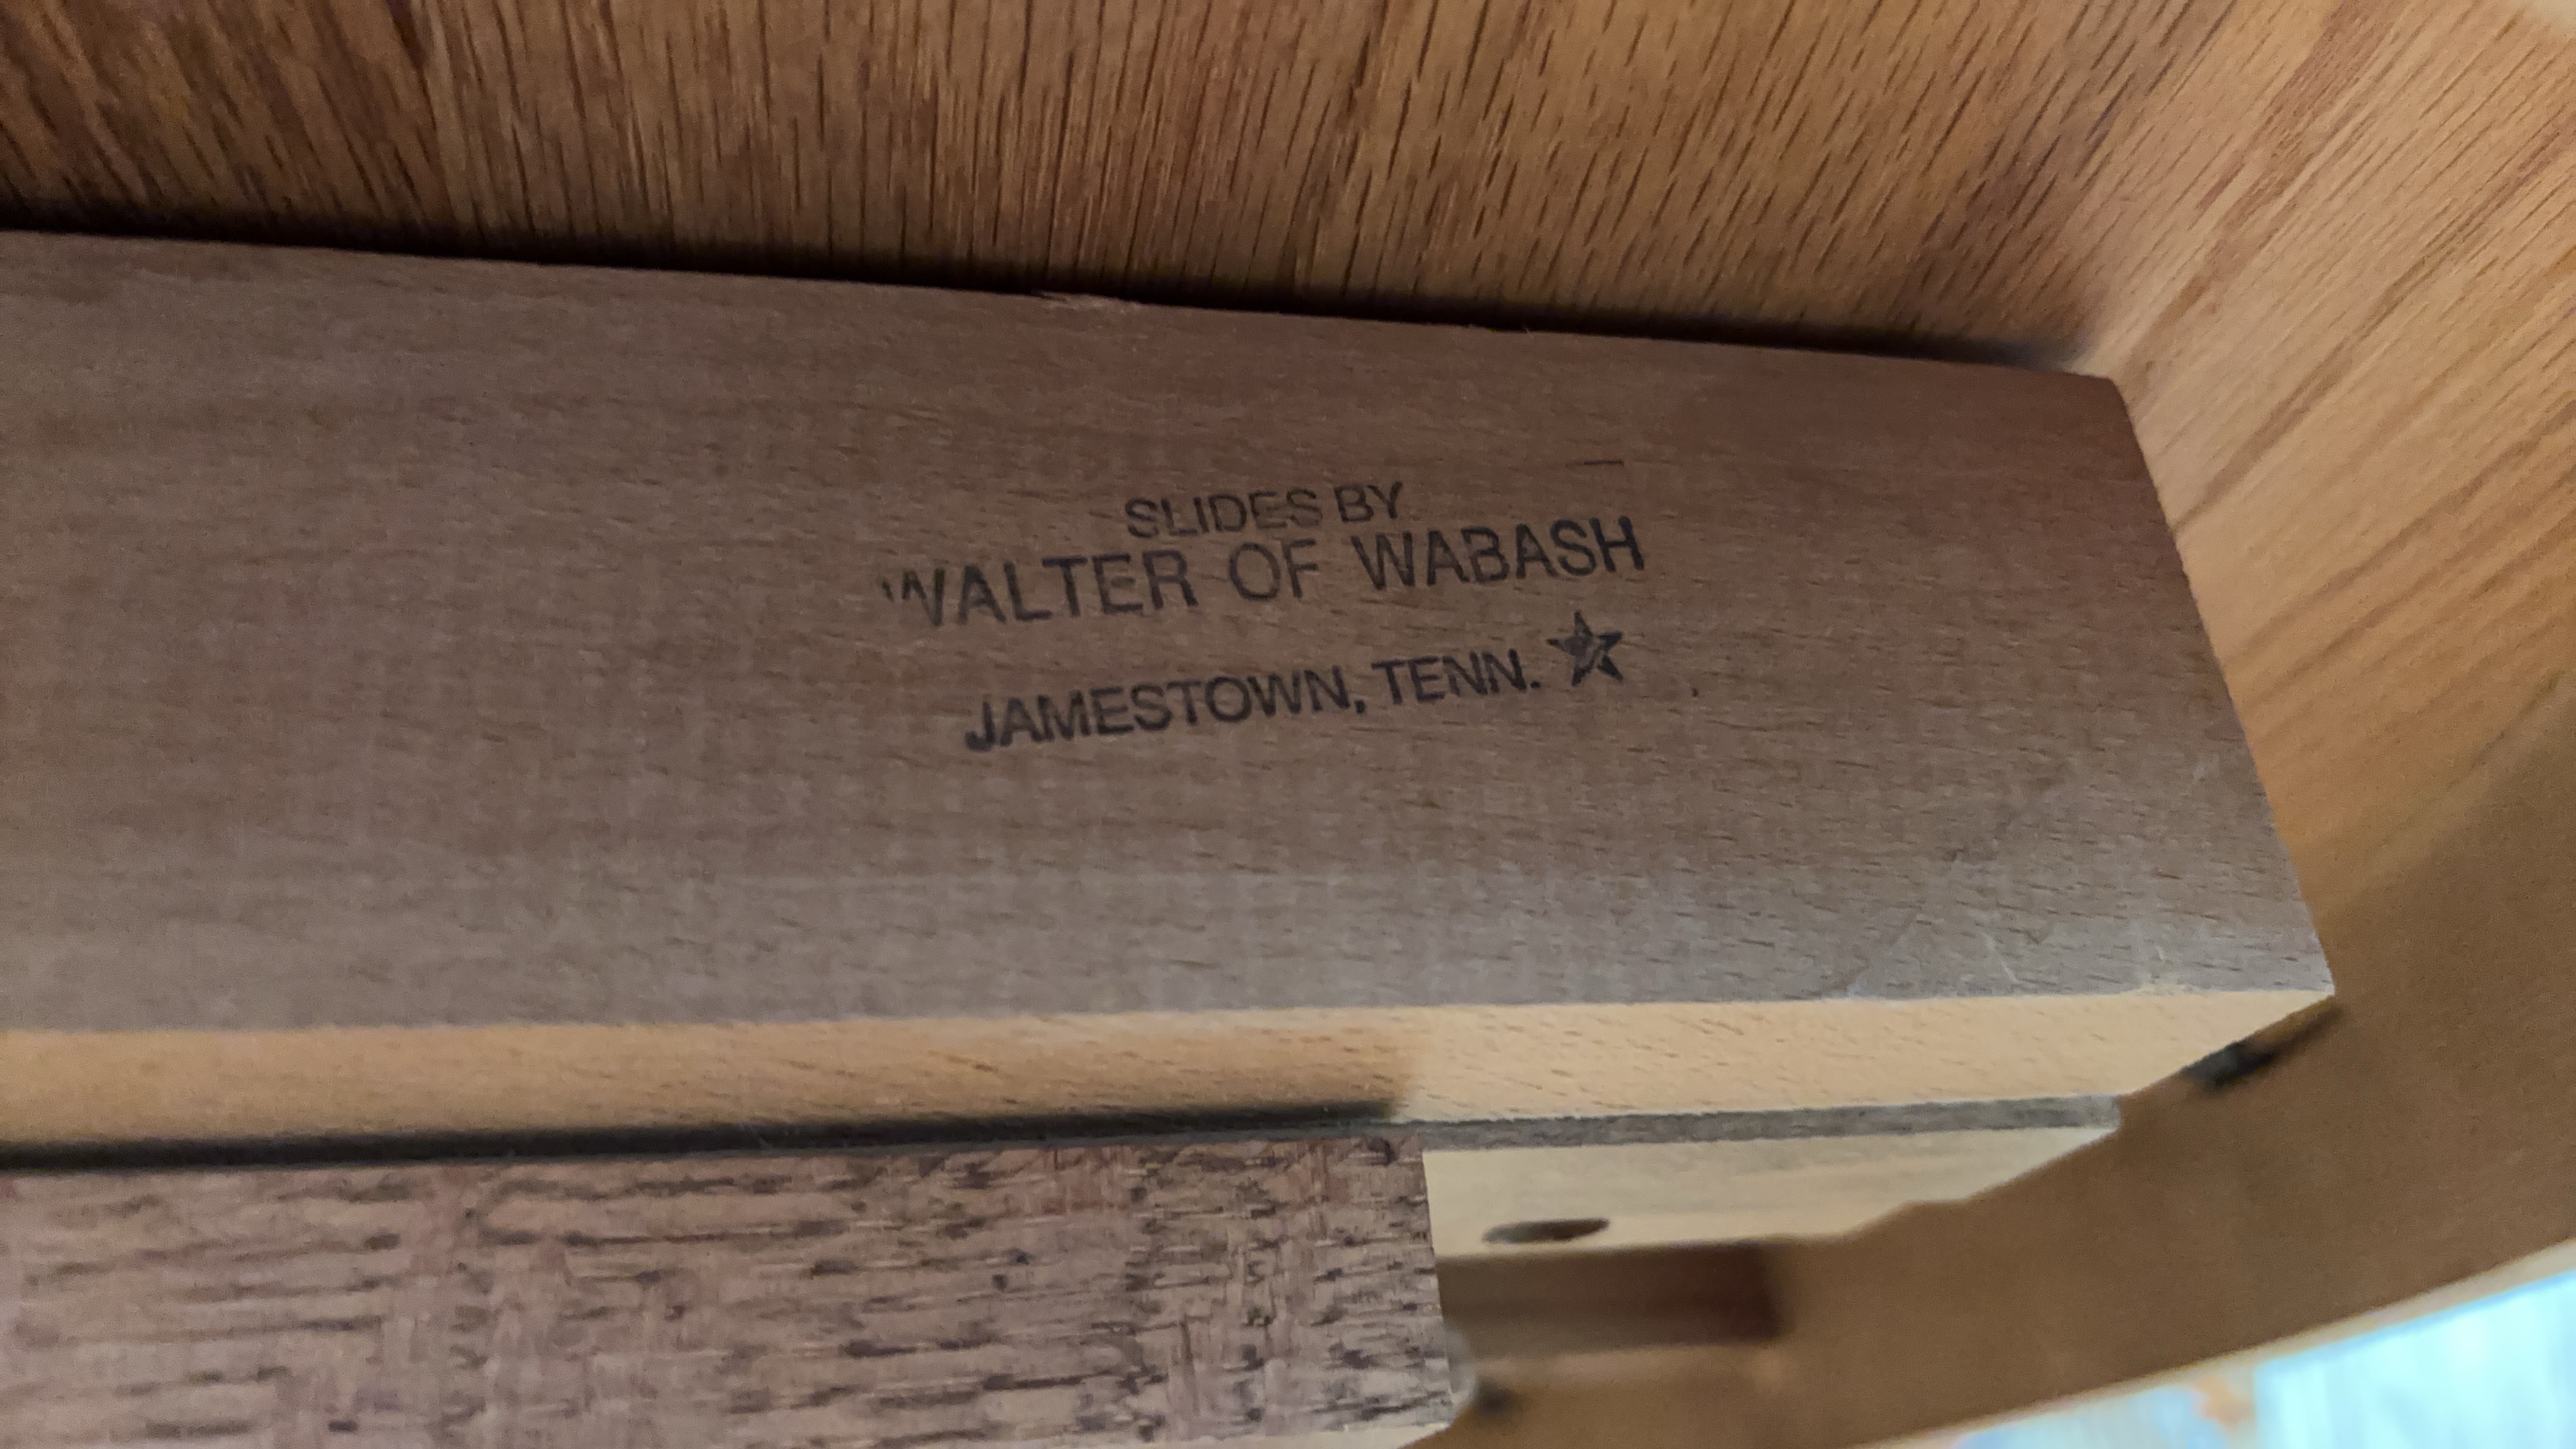 SLIDES BY
WALTER OF WABASH
JAMESTOWN, TENN.